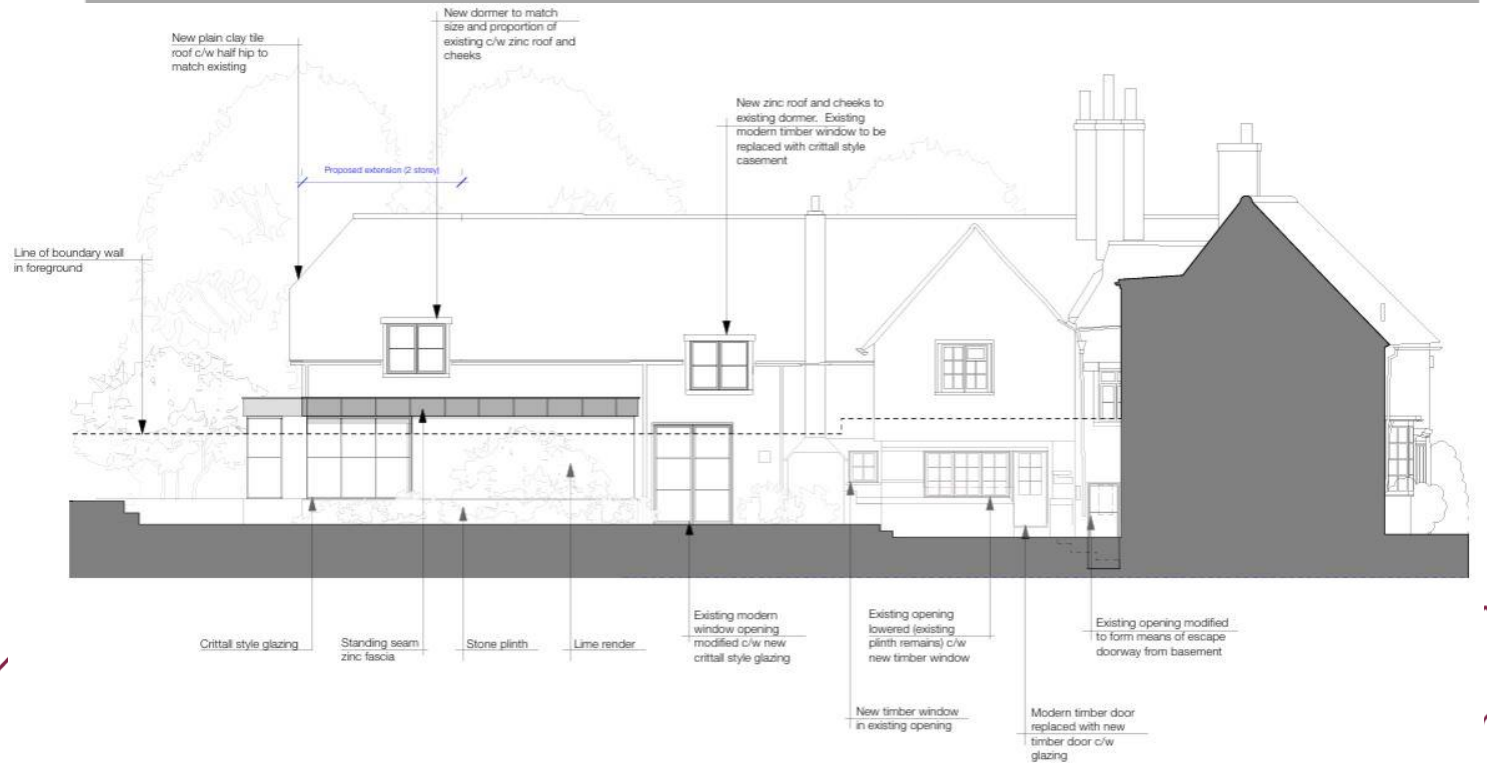 New dormer to match
size and proportion of
existing c/w zinc roof and
cheeks
New plain clay tile
roof c/w half hip to
match existing
New zinc roof and cheeks to
existing dormer. Existing
modern timber window to be
replaced with crittall style
casement
Proposed extension (2 storey)
Line of boundary wall
in foreground
Crittall style glazing
Standing seam
zinc fascia
Stone plinth
Lime render
Existing modern
window opening
modified c/w new
crittall style glazing
Existing opening
lowered (existing
plinth remains) c/w
new timber window
Existing opening modified
to form means of escape
doorway from basement
New timber window
in existing opening
Modern timber door
replaced with new
timber door c/w
glazing